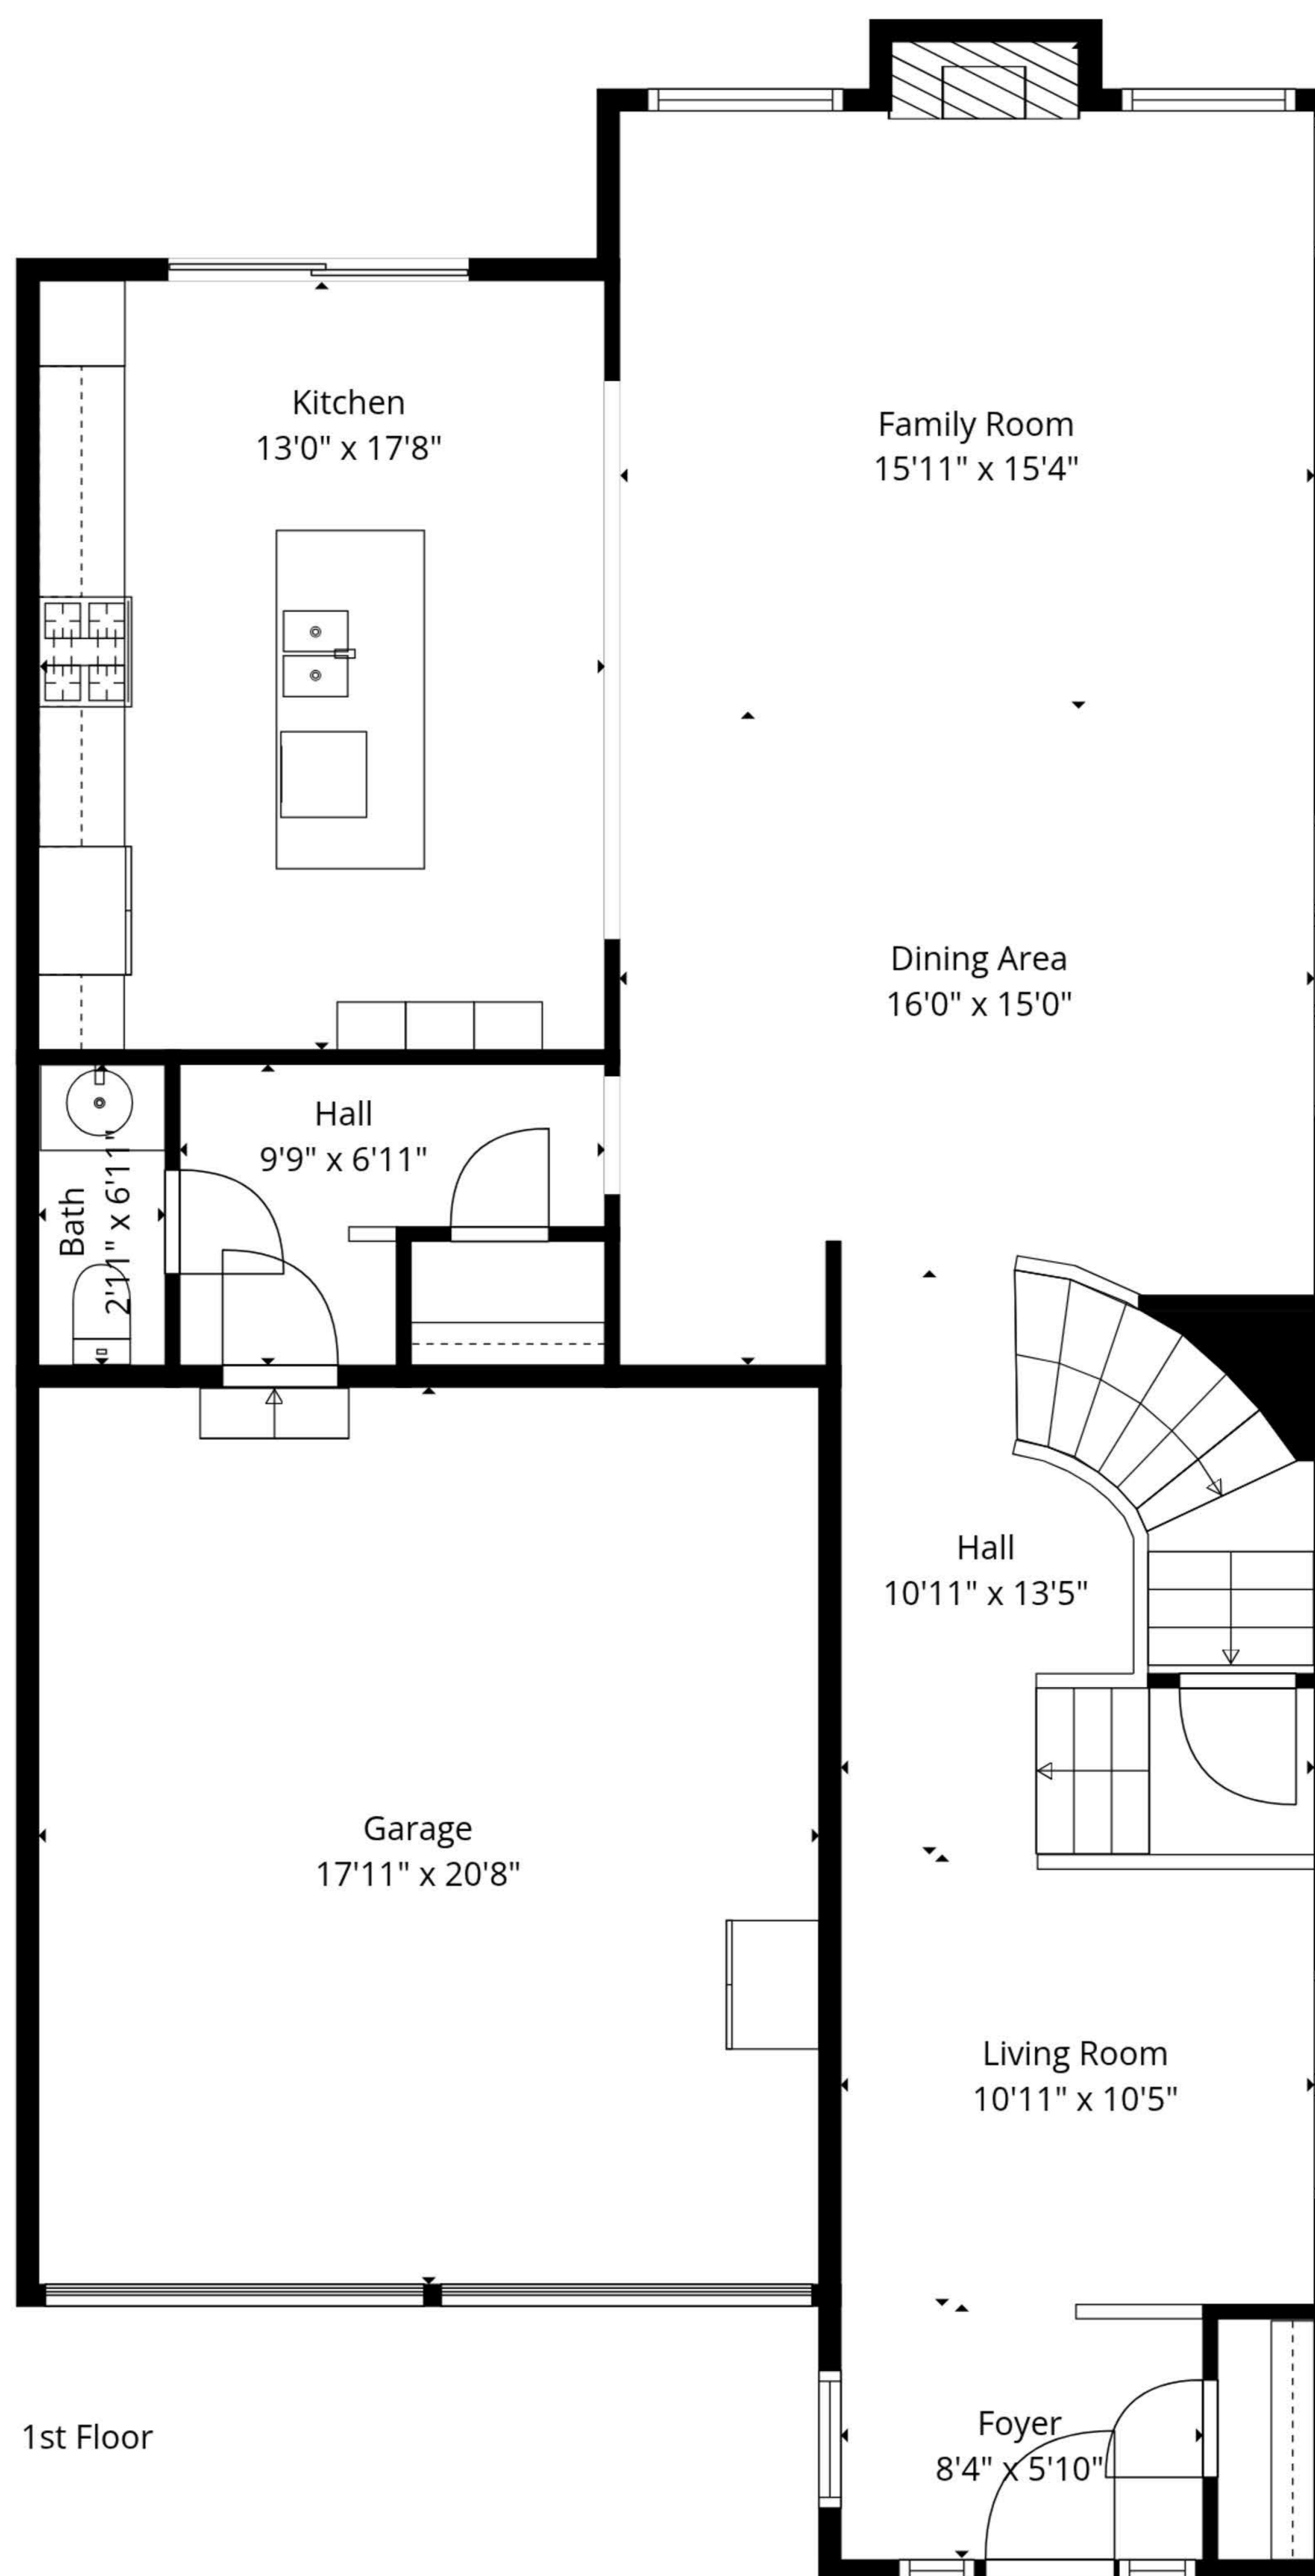 Kitchen
13'0" x 17'8"
Family Room
15'11" x 15'4"
Dining Area
16'0" x 15'0"
Hall
9'9" x 6'11"
Bath
2'11" x 6'11"
Hall
10'11" x 13'5"
Garage
17'11" x 20'8"
Living Room
10'11" x 10'5"
Foyer
8'4" x 5'10"
1st Floor